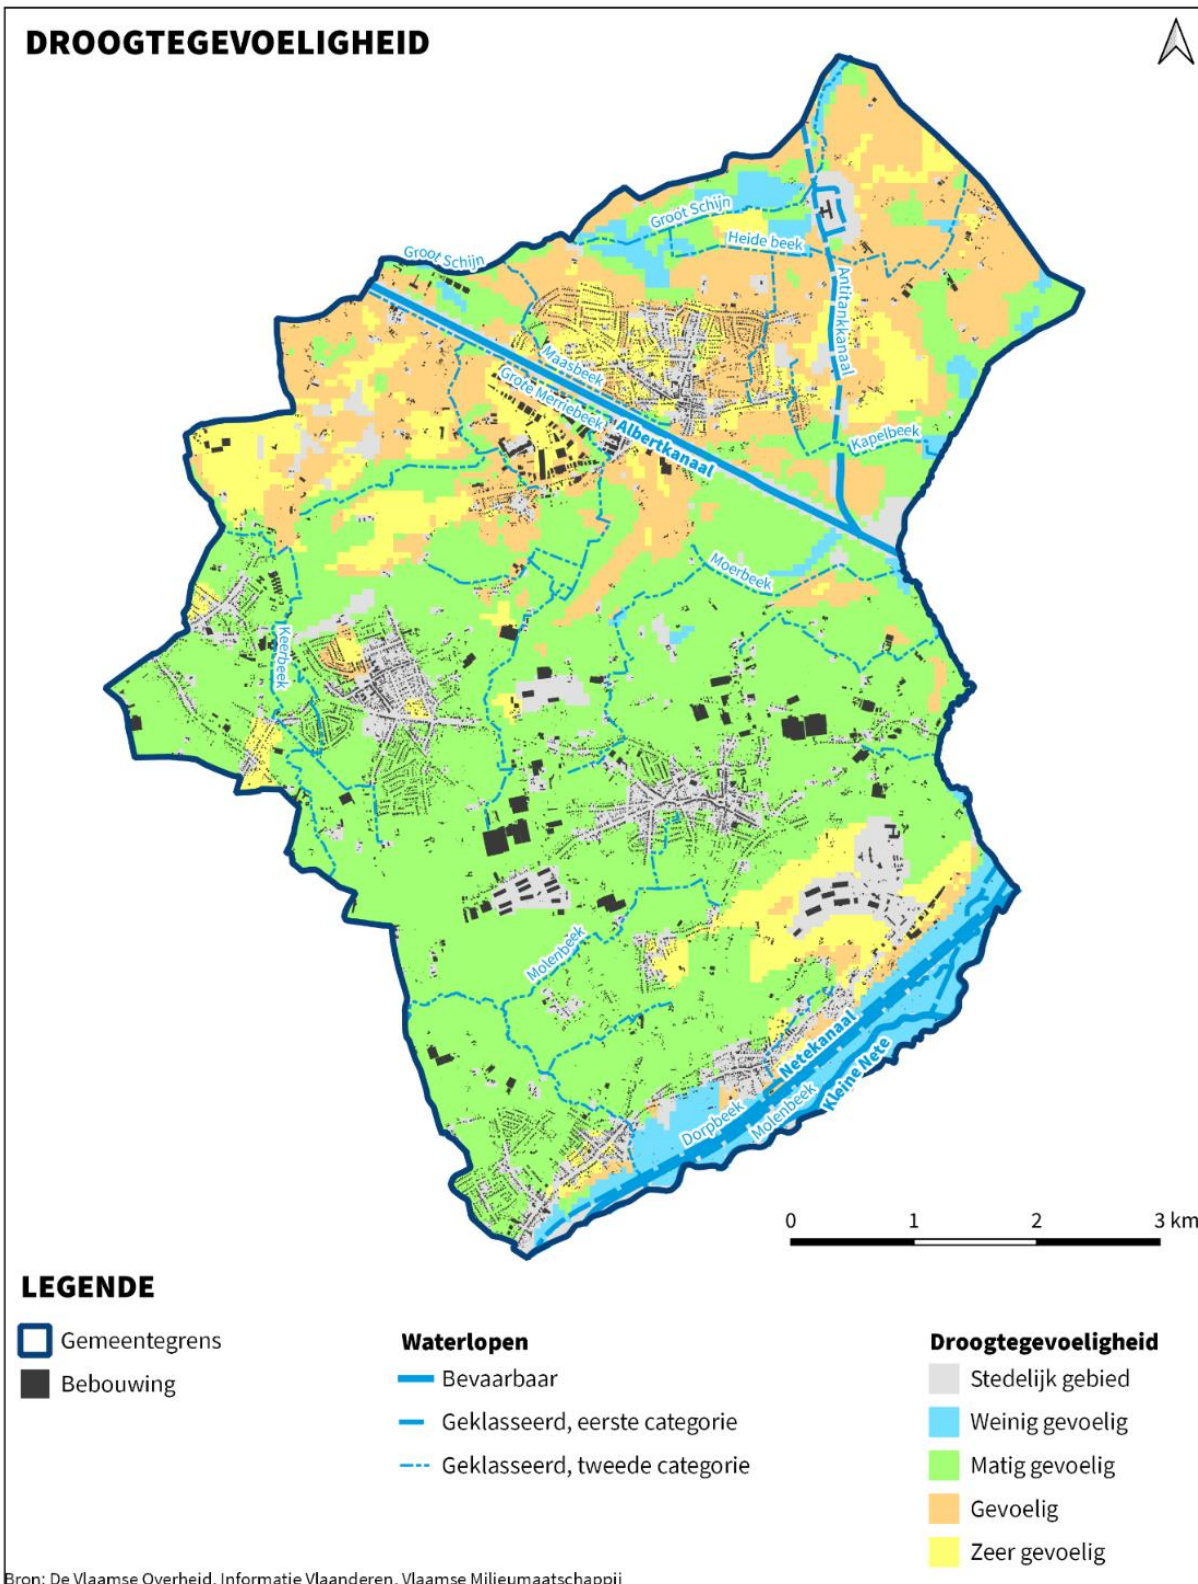 DROOGTEGEVOELIGHEID
Groot Schijn
Heide beek
Groot Schijn
Antitankkanaal
Maasbeek
Grote Merriebeek
Albertkanaal
Kapelbeek
Moerbeek
Keerbeek
Molenbeek
Netekanaal
Kleine Nete
Dorpbeek
Molenbeek
0 1 2 3 km
LEGENDE
Gemeentegrens
Bebouwing
Waterlopen
Bevaarbaar
Geklasseerd, eerste categorie
Geklasseerd, tweede categorie
Droogtegevoeligheid
Stedelijk gebied
Weinig gevoelig
Matig gevoelig
Gevoelig
Zeer gevoelig
Bron: De Vlaamse Overheid, Informatie Vlaanderen, Vlaamse Milieumaatschappij